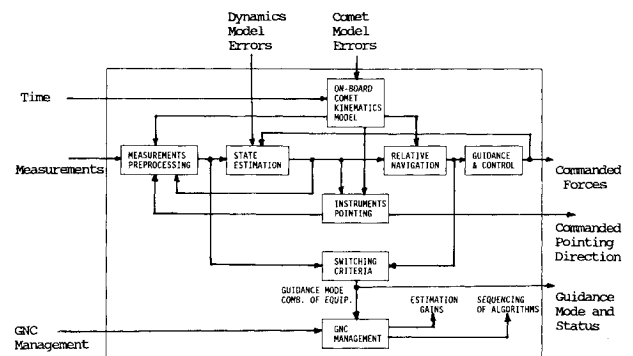 Dynamics
Model
Errors
Comet
Model
Errors
ON-BOARD
COMET
KINEMATICS
MODEL
Time
MEASUREMENTS
PREPROCESSING
STATE
ESTIMATION
RELATIVE
NAVIGATION
GUIDANCE
& CONTROL
Measurements
Commanded
Forces
INSTRUMENTS
POINTING
Commanded
Pointing
Direction
SWITCHING
CRITERIA
GUIDANCE MODE
COMB. OF EQUIP.
ESTIMATION
GAINS
SEQUENCING
OF ALGORITHMS
Guidance
Mode and
Status
GNC
Management
GNC
MANAGEMENT